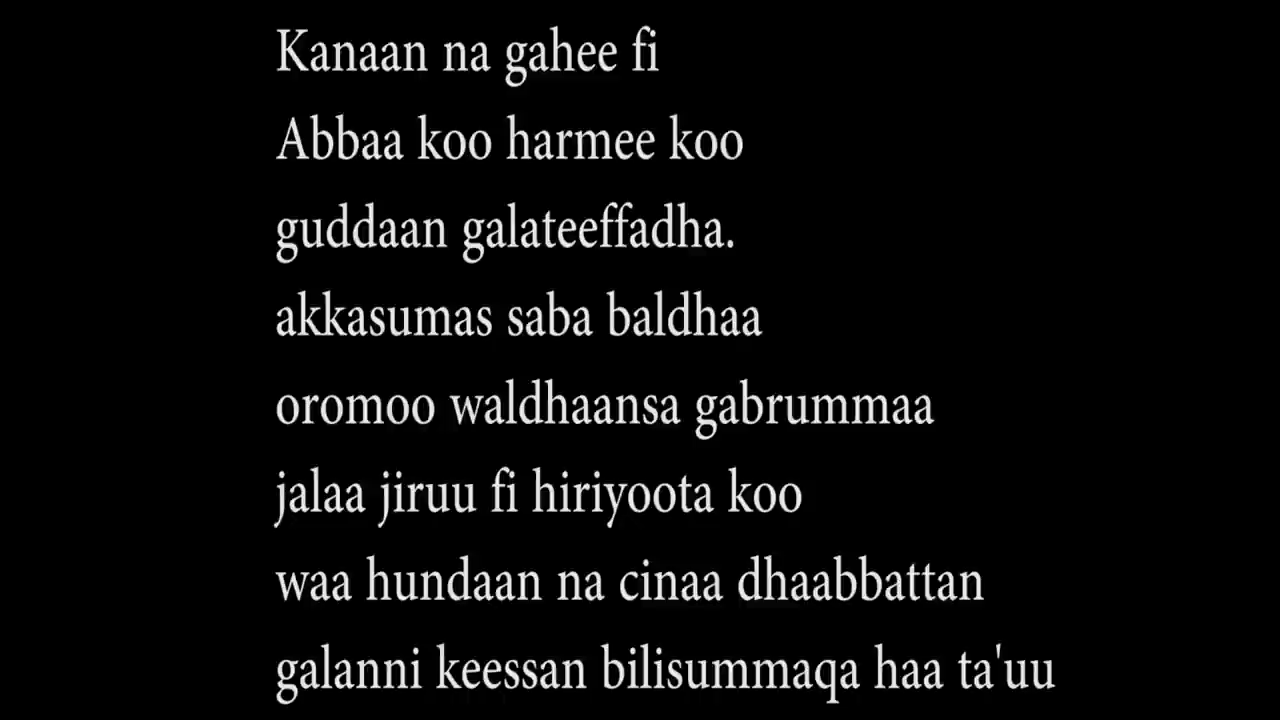 Kanaan na gahee fi
Abbaa koo harmee koo
guddaan galateeffadha.
akkasumas saba baldhaa
oromoo waldhaansa gabrummaa
jalaa jiruu fi hiriyoota koo
waa hundaan na cinaa dhaabbattan
galanni keessan bilisummaqa haa ta'uu